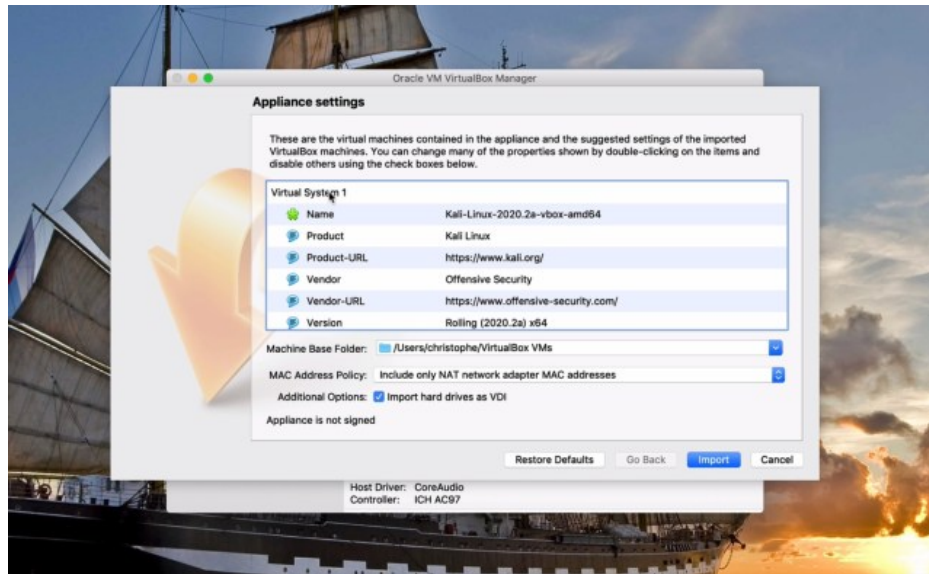 Oracle VM VirtualBox Manager
Appliance settings
These are the virtual machines contained in the appliance and the suggested settings of the imported
VirtualBox machines. You can change many of the properties shown by double-clicking on the items and
disable others using the check boxes below.
Virtual System 1
Name Kali-Linux-2020.2a-vbox-amd64
Product Kali Linux
Product-URL https://www.kali.org/
Vendor Offensive Security
Vendor-URL https://www.offensive-security.com/
Version Rolling (2020.2a) x64
Machine Base Folder: /Users/christophe/VirtualBox VMs
MAC Address Policy: Include only NAT network adapter MAC addresses
Additional Options: Import hard drives as VDI
Appliance is not signed
Restore Defaults Go Back Import Cancel
Host Driver: CoreAudio
Controller: ICH AC97